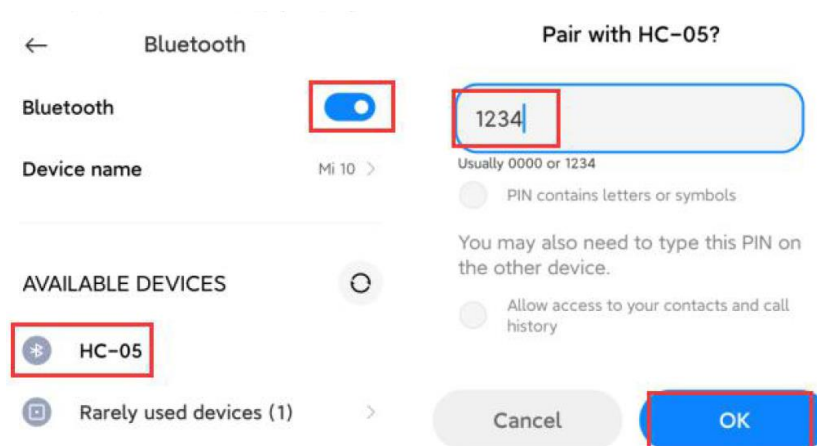 Bluetooth
Bluetooth
Device name
Mi 10
AVAILABLE DEVICES
HC-05
Rarely used devices (1)
Pair with HC-05?
1234
Usually 0000 or 1234
PIN contains letters or symbols
You may also need to type this PIN on
the other device.
Allow access to your contacts and call
history
Cancel
OK